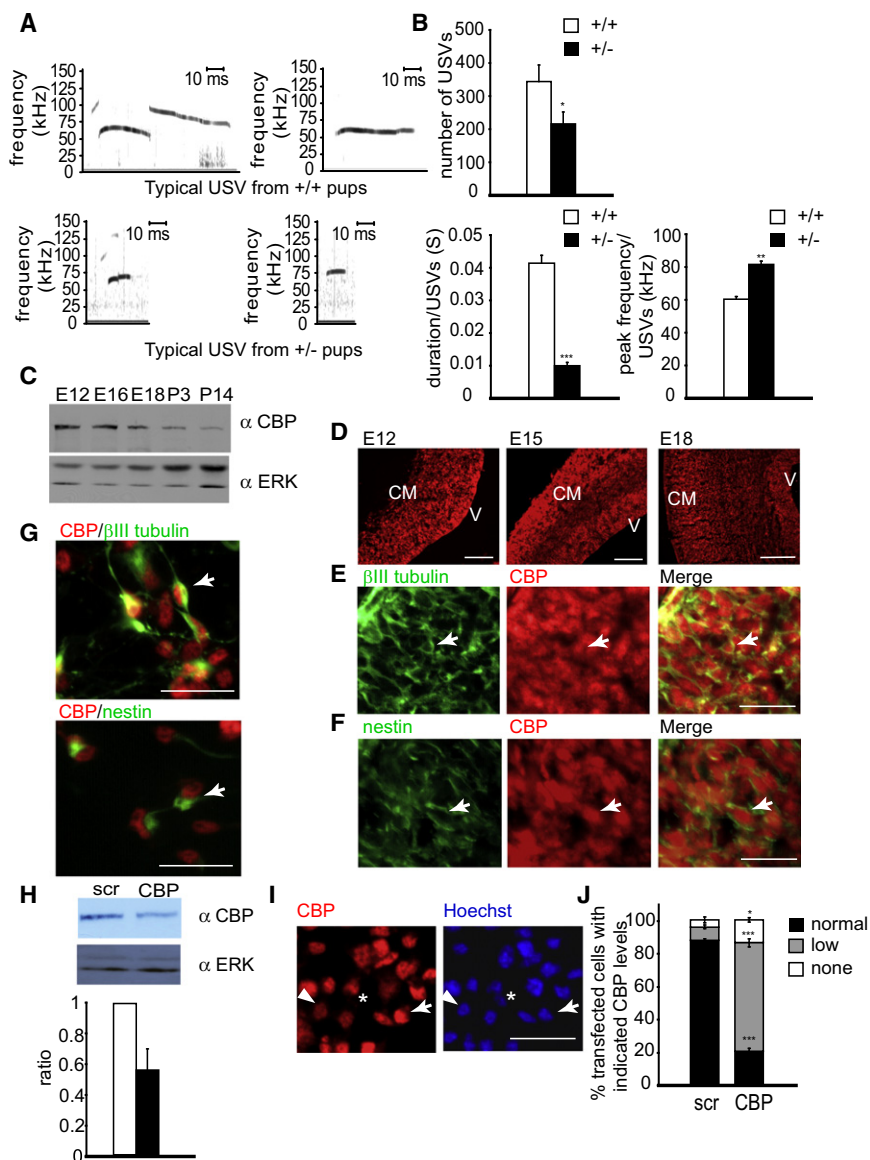 A
frequency (kHz)
150
125
100
75
50
25
0
10 ms
frequency (kHz)
150
125
100
75
50
25
0
10 ms
Typical USV from +/+ pups
frequency (kHz)
150
125
100
75
50
25
0
10 ms
frequency (kHz)
150
125
100
75
50
25
0
10 ms
Typical USV from +/- pups
B
+/+
+/-
number of USVs
500
400
300
200
100
0
*
+/+
+/-
duration/USVs (S)
0.05
0.04
0.03
0.02
0.01
0
***
+/+
+/-
peak frequency/
USVs (kHz)
100
80
60
40
20
0
**
C
E12 E16 E18 P3 P14
α CBP
α ERK
D
E12 E15 E18
CM V
CM V
CM V
E
βIII tubulin CBP Merge
F
nestin CBP Merge
G
CBP/βIII tubulin
CBP/nestin
H
scr CBP
α CBP
α ERK
ratio
1
0.8
0.6
0.4
0.2
0
I
CBP Hoechst
*
*
J
% transfected cells with
indicated CBP levels
100
80
60
40
20
0
*
***
***
scr CBP
normal
low
none